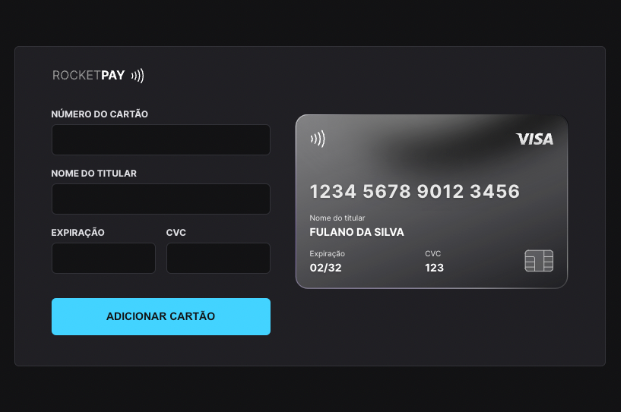 ROCKETPAY
NÚMERO DO CARTÃO
NOME DO TITULAR
EXPIRAÇÃO CVC
ADICIONAR CARTÃO
VISA
1234 5678 9012 3456
Nome do titular
FULANO DA SILVA
Expiração CVC
02/32 123